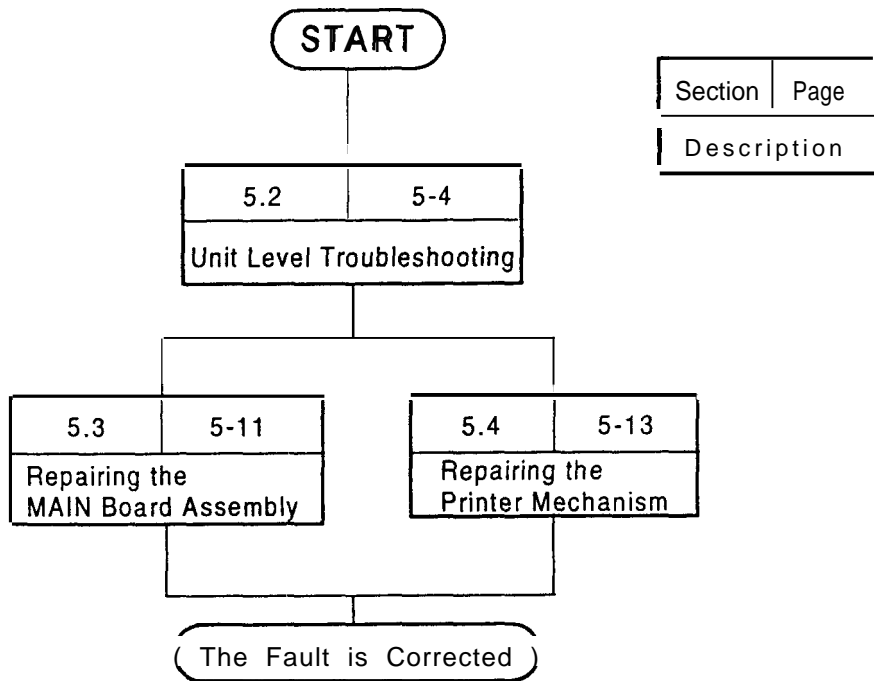 START
Section Page
Description
5.2 5-4
Unit Level Troubleshooting
5.3 5-11
Repairing the
MAIN Board Assembly
5.4 5-13
Repairing the
Printer Mechanism
The Fault is Corrected